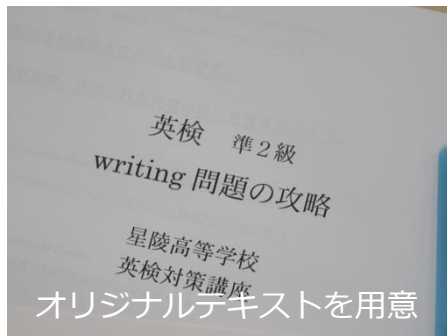 英検 準2級
writing 問題の攻略
星陵高等学校
英検対策講座
オリジナルテキストを用意